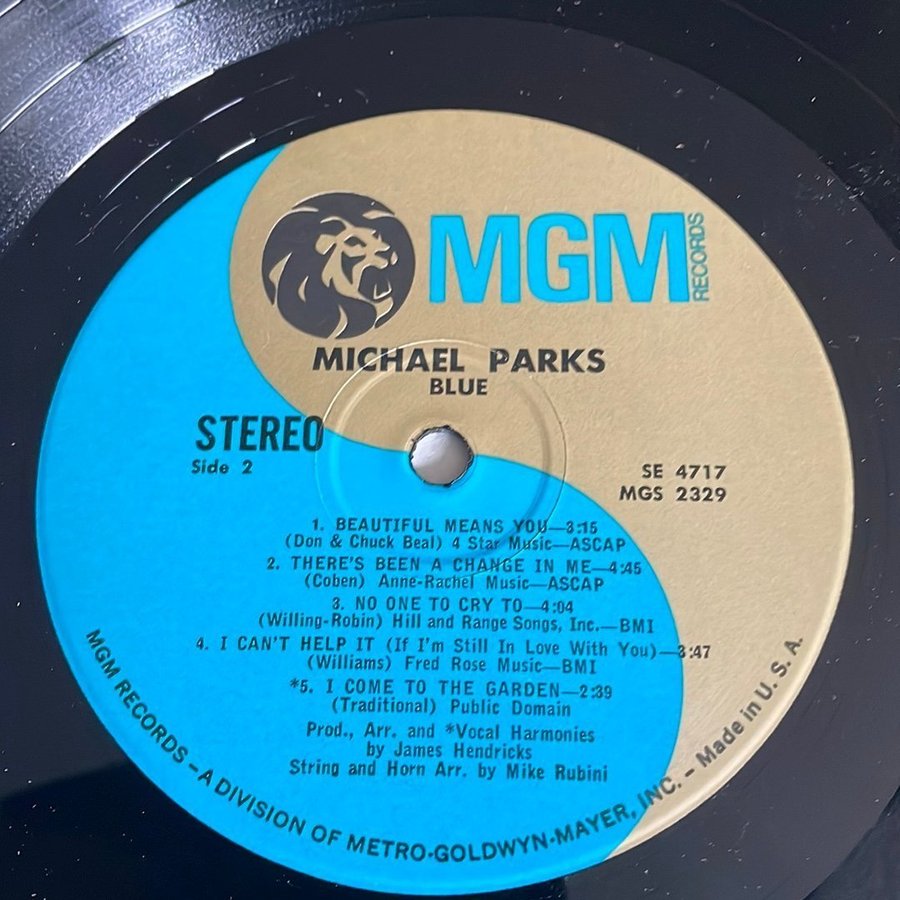 MGM RECORDS
MICHAEL PARKS
BLUE
STEREO
Side 2
SE 4717
MGS 2329
1. BEAUTIFUL MEANS YOU—3:15
(Don & Chuck Beal) 4 Star Music—ASCAP
2. THERE'S BEEN A CHANGE IN ME—4:45
(Coben) Anne-Rachel Music—ASCAP
3. NO ONE TO CRY TO—4:04
(Willing-Robin) Hill and Range Songs, Inc.—BMI
4. I CAN'T HELP IT (If I'm Still In Love With You)—3:47
(Williams) Fred Rose Music—BMI
*5. I COME TO THE GARDEN—2:39
(Traditional) Public Domain
Prod., Arr. and *Vocal Harmonies
by James Hendricks
String and Horn Arr. by Mike Rubini
MGM RECORDS – A DIVISION OF METRO-GOLDWYN-MAYER, INC. – Made in U. S. A.